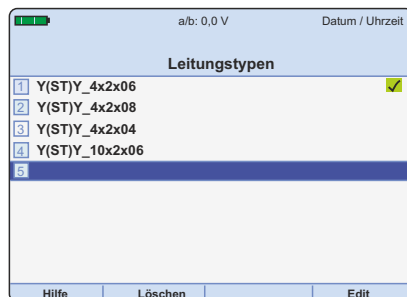 a/b: 0,0 V Datum / Uhrzeit
Leitungstypen
1 Y(ST)Y_4x2x06
2 Y(ST)Y_4x2x08
3 Y(ST)Y_4x2x04
4 Y(ST)Y_10x2x06
5
Hilfe Löschen Edit